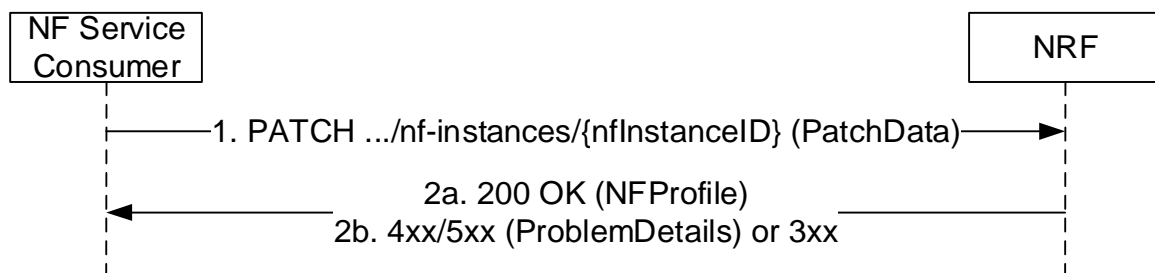 NF Service
Consumer
NRF
1. PATCH .../nf-instances/{nfInstanceID} (PatchData)
2a. 200 OK (NFProfile)
2b. 4xx/5xx (ProblemDetails) or 3xx